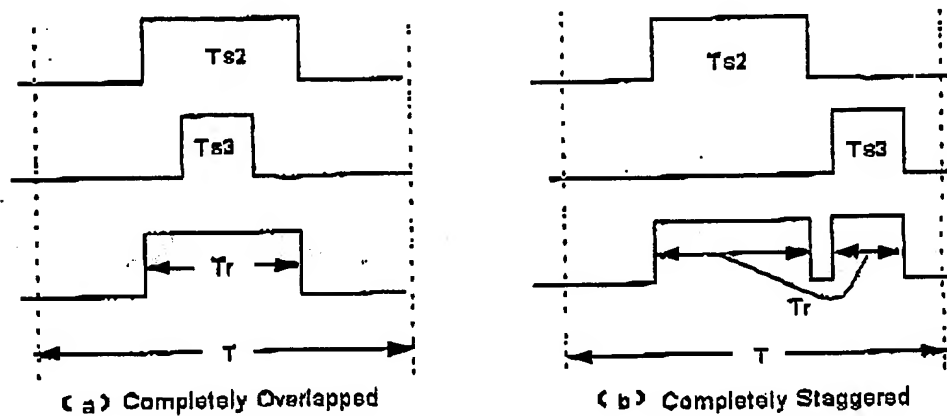 Ts2
Ts3
Tr
T
(a) Completely Overlapped
Ts2
Ts3
Tr
T
(b) Completely Staggered